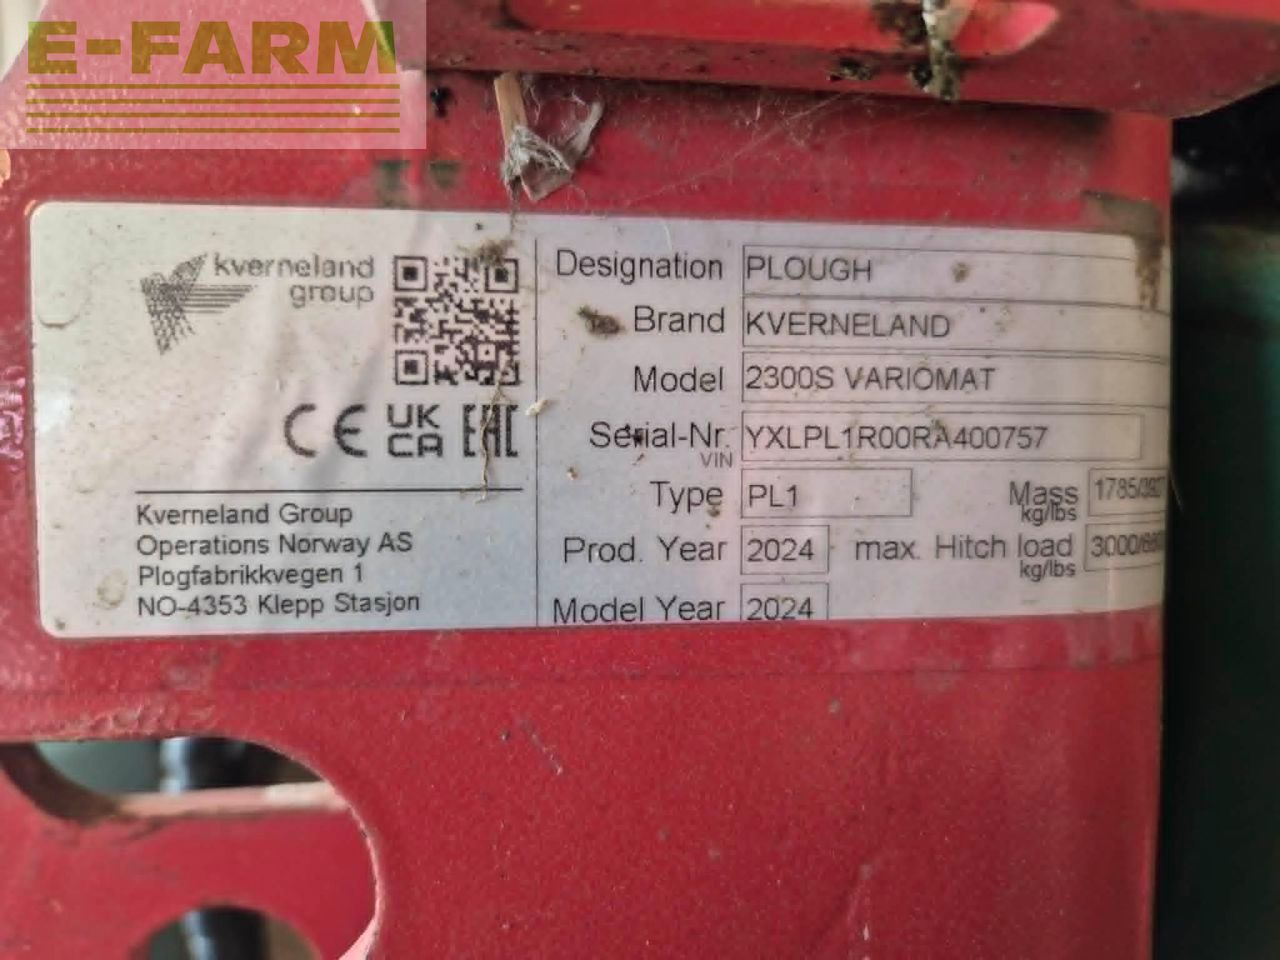 E-FARM
kverneland
group
CE UK CA EAC
Kverneland Group
Operations Norway AS
Plogfabrikkvegen 1
NO-4353 Klepp Stasjon
Designation PLOUGH
Brand KVERNELAND
Model 2300S VARIOMAT
Serial-Nr. YXLPL1R00RA400757
VIN
Type PL1 Mass
kg/lbs
Prod. Year 2024 max. Hitch load
kg/lbs
Model Year 2024